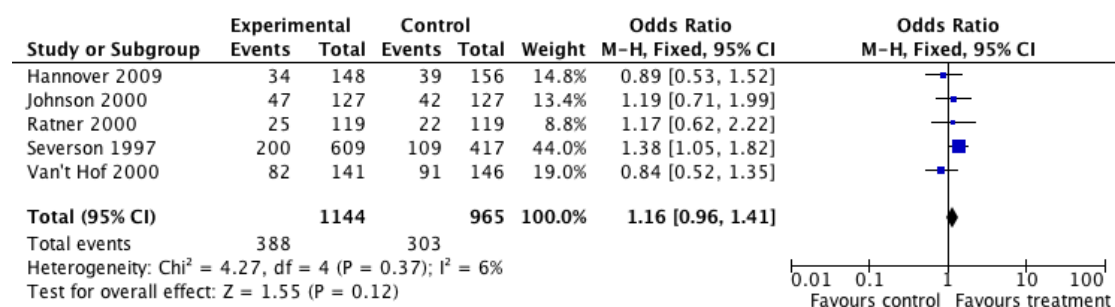 Experimental Control Odds Ratio Odds Ratio
Study or Subgroup Events Total Events Total Weight M-H, Fixed, 95% CI M-H, Fixed, 95% CI
Hannover 2009 34 148 39 156 14.8% 0.89 [0.53, 1.52]
Johnson 2000 47 127 42 127 13.4% 1.19 [0.71, 1.99]
Ratner 2000 25 119 22 119 8.8% 1.17 [0.62, 2.22]
Severson 1997 200 609 109 417 44.0% 1.38 [1.05, 1.82]
Van't Hof 2000 82 141 91 146 19.0% 0.84 [0.52, 1.35]
Total (95% CI) 1144 965 100.0% 1.16 [0.96, 1.41]
Total events 388 303
Heterogeneity: Chi² = 4.27, df = 4 (P = 0.37); I² = 6%
Test for overall effect: Z = 1.55 (P = 0.12)
0.01 0.1 1 10 100
Favours control Favours treatment